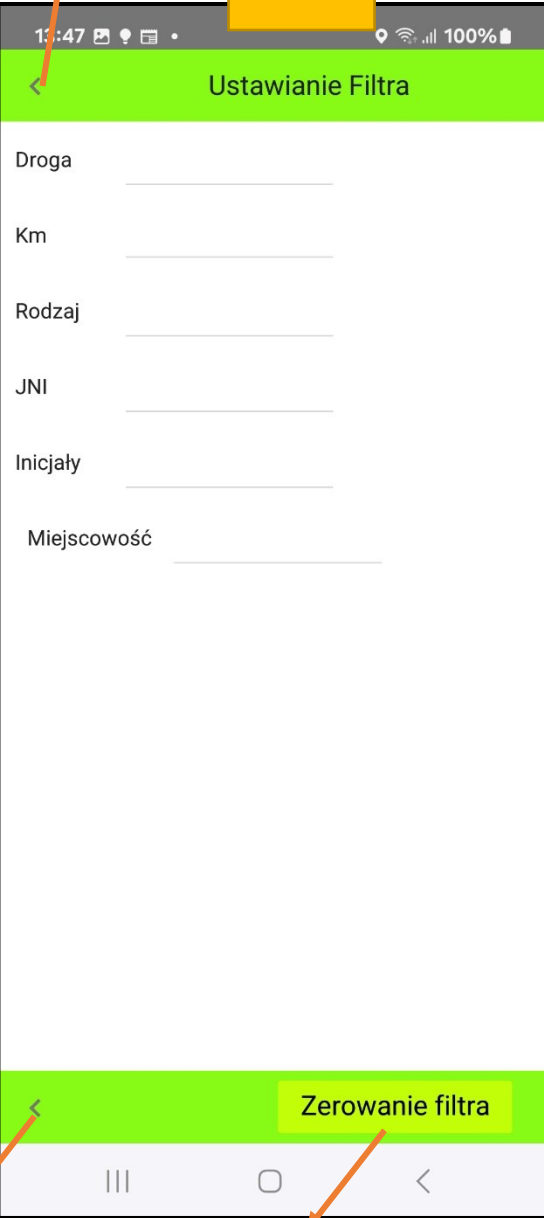 13:47 100%
Ustawianie Filtra
Droga
Km
Rodzaj
JNI
Inicjały
Miejscowość
Zerowanie filtra